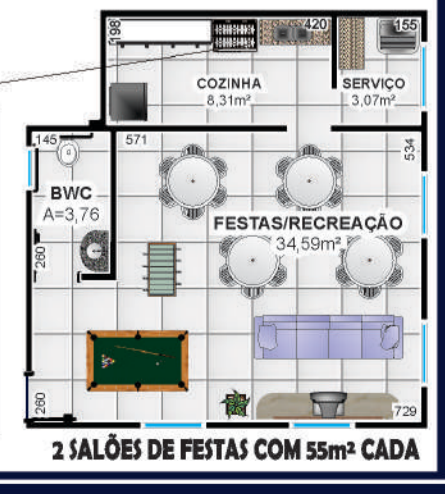 198
420
155
COZINHA
8,31m²
SERVIÇO
3,07m²
145
571
534
BWC
A=3,76
FESTAS/RECREAÇÃO
34,59m²
260
260
729
2 SALÕES DE FESTAS COM 55m² CADA